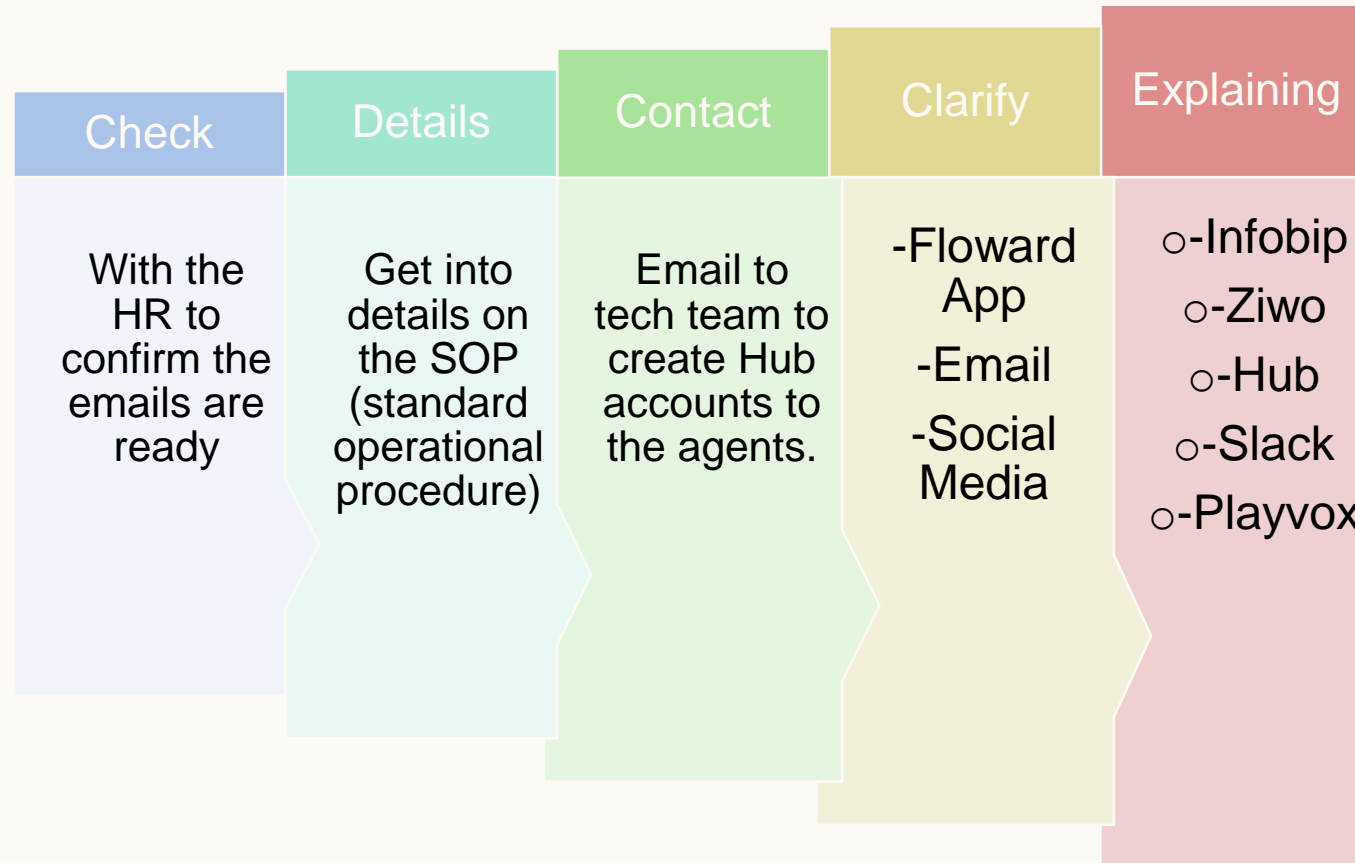 Check
With the
HR to
confirm the
emails are
ready
Details
Get into
details on
the SOP
(standard
operational
procedure)
Contact
Email to
tech team to
create Hub
accounts to
the agents.
Clarify
-Floward
App
-Email
-Social
Media
Explaining
o-Infobip
o-Ziwo
o-Hub
o-Slack
o-Playvox